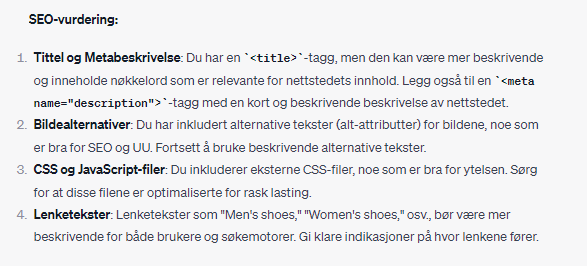 SEO-vurdering:
1. Tittel og Metabeskrivelse: Du har en `<title>`-tagg, men den kan være mer beskrivende
og inneholde nøkkelord som er relevante for nettstedets innhold. Legg også til en `<meta
name="description">`-tagg med en kort og beskrivende beskrivelse av nettstedet.
2. Bildealternativer: Du har inkludert alternative tekster (alt-attributter) for bildene, noe som
er bra for SEO og UU. Fortsett å bruke beskrivende alternative tekster.
3. CSS og JavaScript-filer: Du inkluderer eksterne CSS-filer, noe som er bra for ytelsen. Sørg
for at disse filene er optimaliserte for rask lasting.
4. Lenketekster: Lenketekster som "Men's shoes," "Women's shoes," osv., bør være mer
beskrivende for både brukere og søkemotorer. Gi klare indikasjoner på hvor lenkene fører.